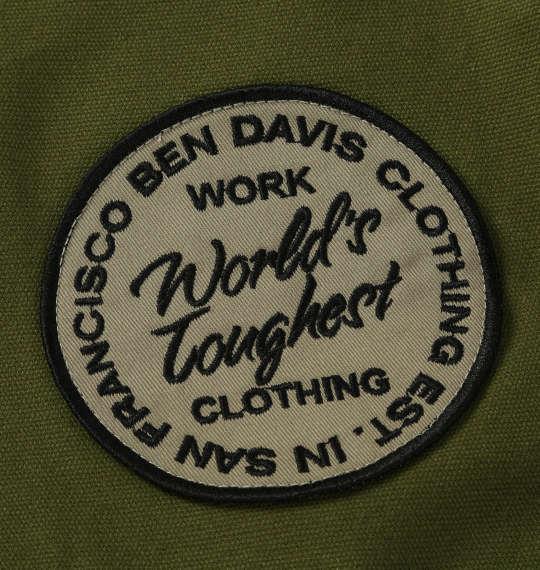 BEN DAVIS CLOTHING EST. IN SAN FRANCISCO
WORK
World's
Toughest
CLOTHING